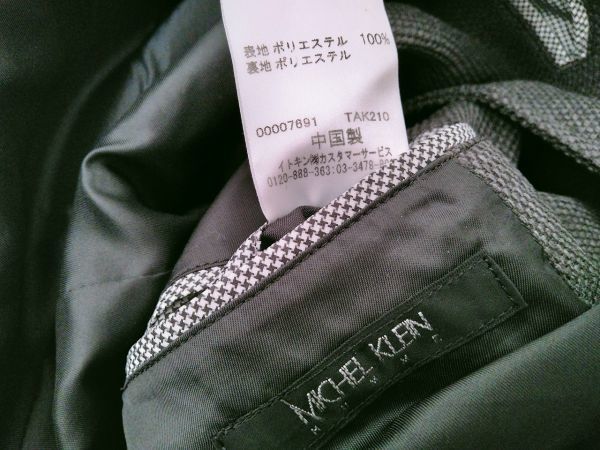 表地 ポリエステル 100%
裏地 ポリエステル
00007691 TAK210
中国製
イトキン㈱カスタマーサービス
0120-888-363:03-3478-80
MICHEL KLEIN
HOMME